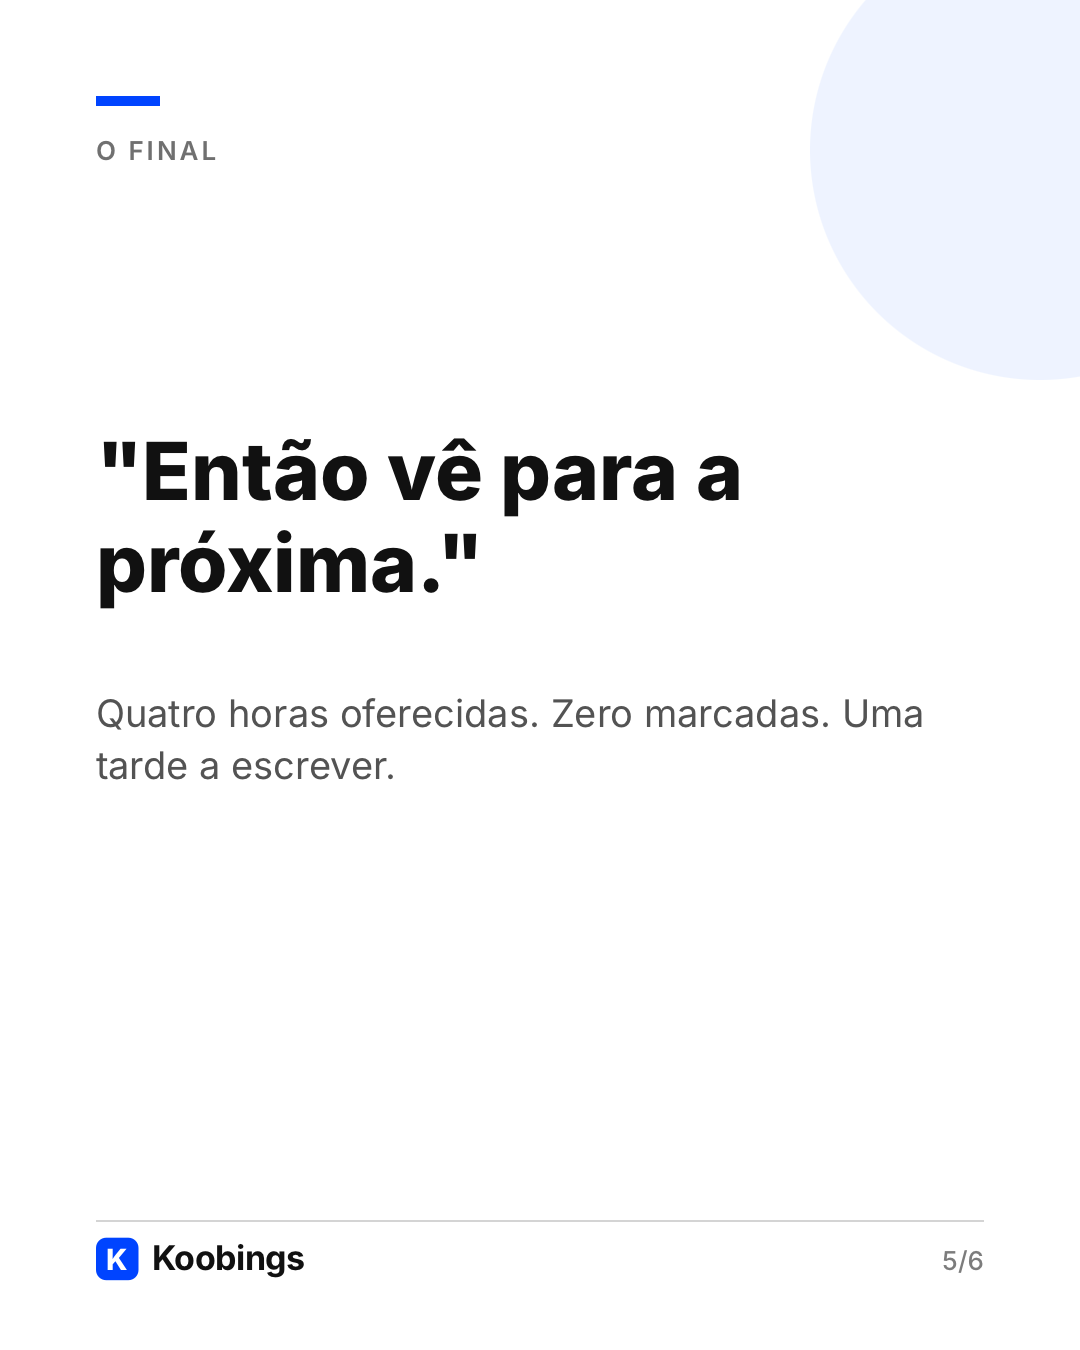 O FINAL
"Então vê para a
próxima."
Quatro horas oferecidas. Zero marcadas. Uma
tarde a escrever.
K Koobings
5/6